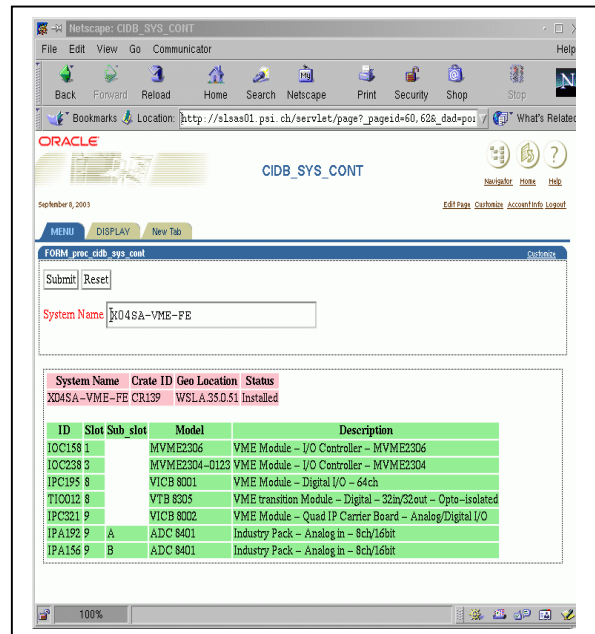 Netscape: CIDB_SYS_CONT
File Edit View Go Communicator Help
Back Forward Reload Home Search Netscape Print Security Shop Stop
My
N
Bookmarks Location: http://slsas01.psi.ch/servlet/page?_pageid=60,62&_dad=por What's Related
ORACLE
CIDB_SYS_CONT
Navigator Home Help
September 8, 2003
Edit Page Customize Account Info Logout
MENU DISPLAY New Tab
FORM_proc_cidb_sys_cont Customize
Submit Reset
System Name X04SA-VME-FE
System Name Crate ID Geo Location Status
X04SA-VME-FE CR139 WSLA.35.0.51 Installed
ID Slot Sub_slot Model Description
IOC158 1 MVME2306 VME Module – I/O Controller – MVME2306
IOC238 3 MVME2304-0123 VME Module – I/O Controller – MVME2304
IPC195 8 VICB 8001 VME Module – Digital I/O – 64ch
TIO012 8 VTB 8305 VME transition Module – Digital – 32in/32out – Opto-isolated
IPC321 9 VICB 8002 VME Module – Quad IP Carrier Board – Analog/Digital I/O
IPA192 9 A ADC 8401 Industry Pack – Analog in – 8ch/16bit
IPA156 9 B ADC 8401 Industry Pack – Analog in – 8ch/16bit
100%